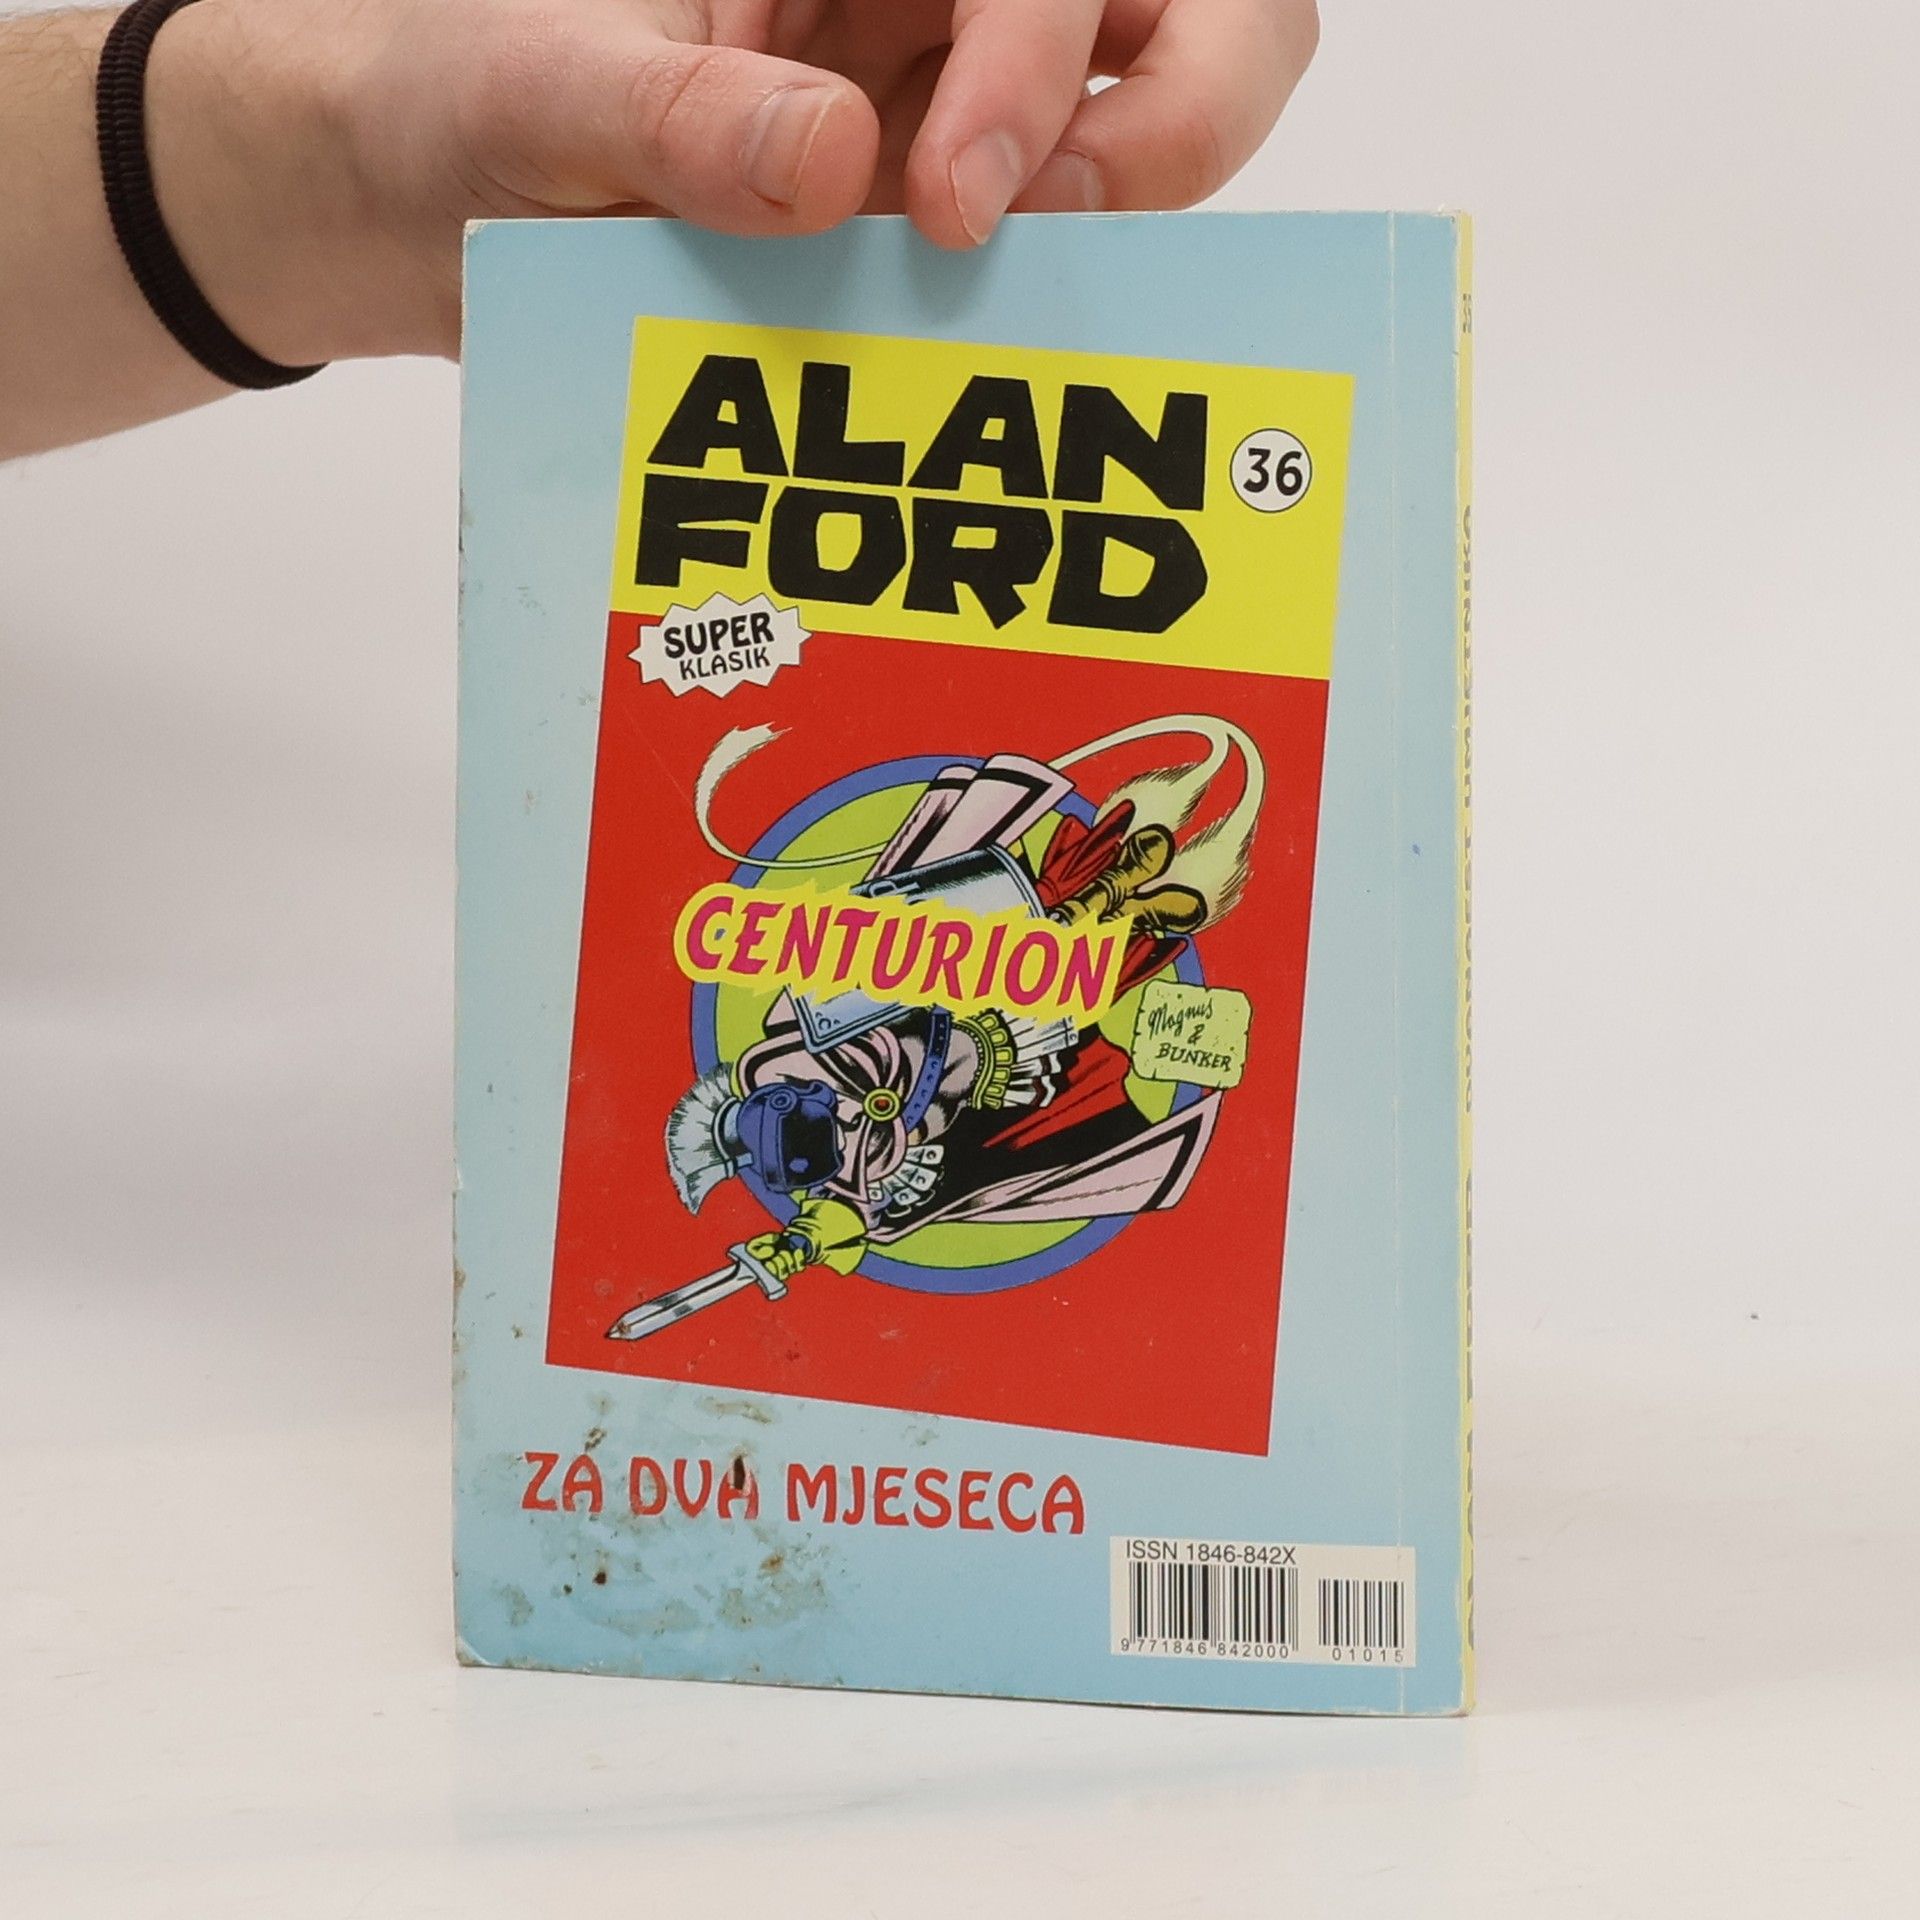 ALAN
FORD
36
SUPER
KLASIK
CENTURION
Magnus
&
BUNKER
ZA DVA MJESECA
ISSN 1846-842X
9 771846 842000
01015